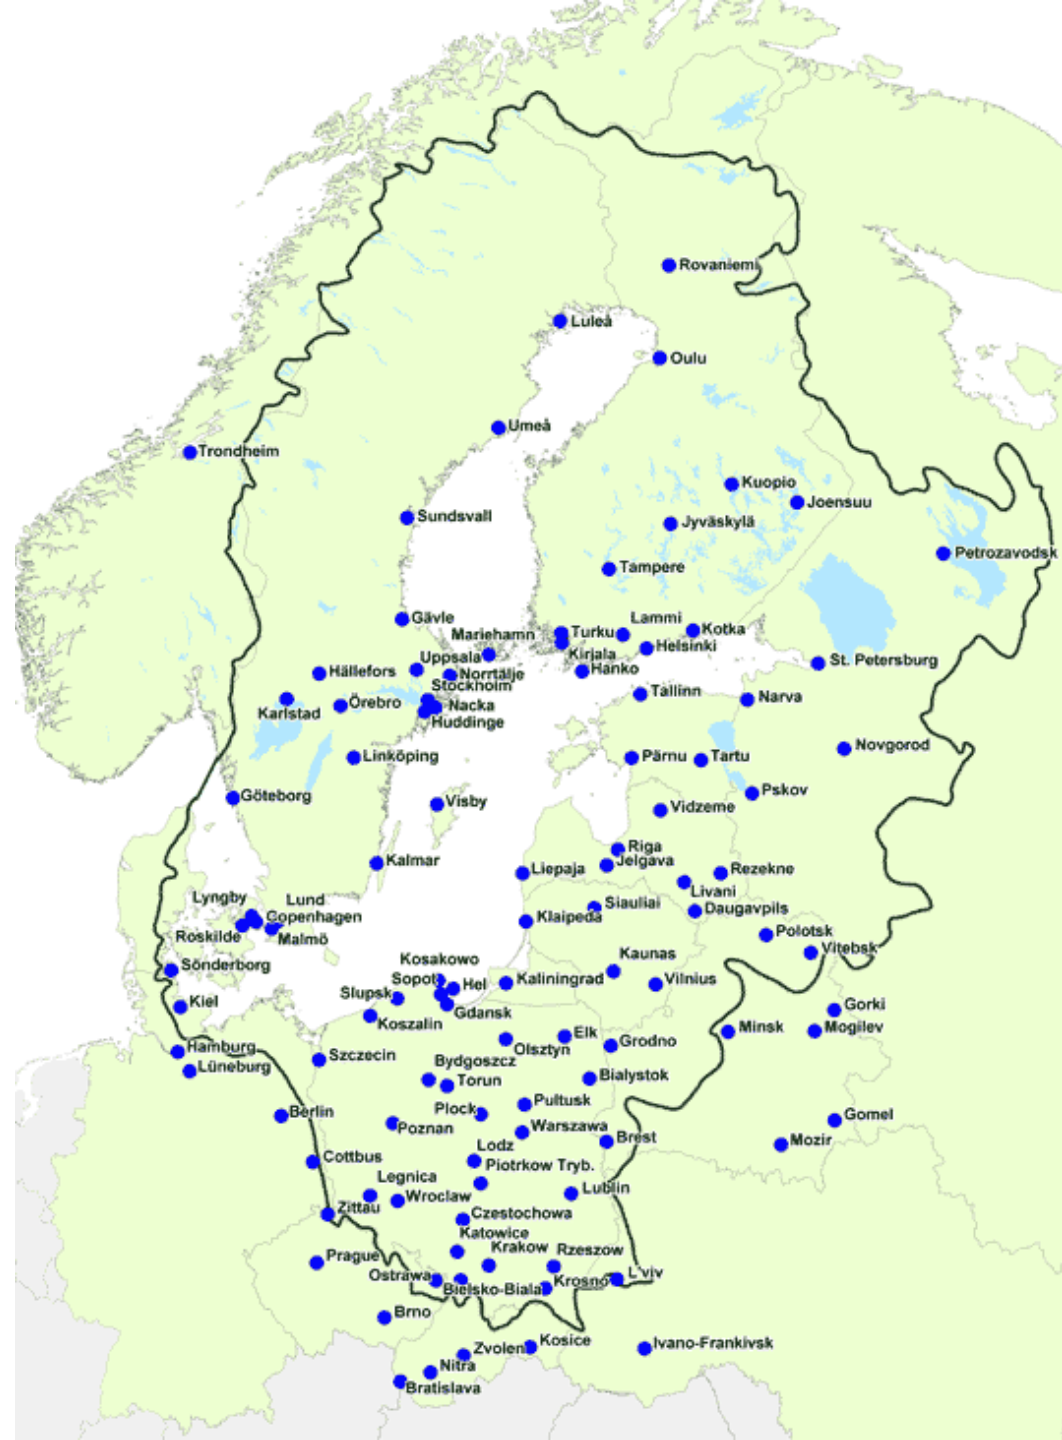 Rovaniemi
Luleå
Oulu
Umeå
Trondheim
Kuopio
Joensuu
Sundsvall
Jyväskylä
Petrozavodsk
Tampere
Gävle
Lammi
Mariehamn
Turku
Kotka
Helsinki
Kirjala
Uppsala
St. Petersburg
Hanko
Hällefors
Norrtälje
Stockholm
Tallinn
Narva
Örebro
Nacka
Karlstad
Huddinge
Novgorod
Linköping
Pärnu
Tartu
Göteborg
Pskov
Visby
Vidzeme
Riga
Kalmar
Jelgava
Liepaja
Rezekne
Livani
Lyngby
Lund
Siauliai
Daugavpils
Copenhagen
Klaipeda
Roskilde
Malmö
Polotsk
Vitebsk
Kosakowo
Kaunas
Sönderborg
Sopot
Hel
Kaliningrad
Vilnius
Slupsk
Kiel
Gdansk
Gorki
Koszalin
Minsk
Mogilev
Elk
Hamburg
Olsztyn
Grodno
Szczecin
Bydgoszcz
Lüneburg
Torun
Bialystok
Pultusk
Berlin
Plock
Gomel
Poznan
Warszawa
Brest
Mozir
Lodz
Cottbus
Piotrkow Tryb.
Legnica
Wroclaw
Lublin
Zittau
Czestochowa
Katowice
Krakow
Rzeszow
Prague
Ostrawa
L'viv
Bielsko-Biala
Krosno
Brno
Kosice
Ivano-Frankivsk
Zvolen
Nitra
Bratislava